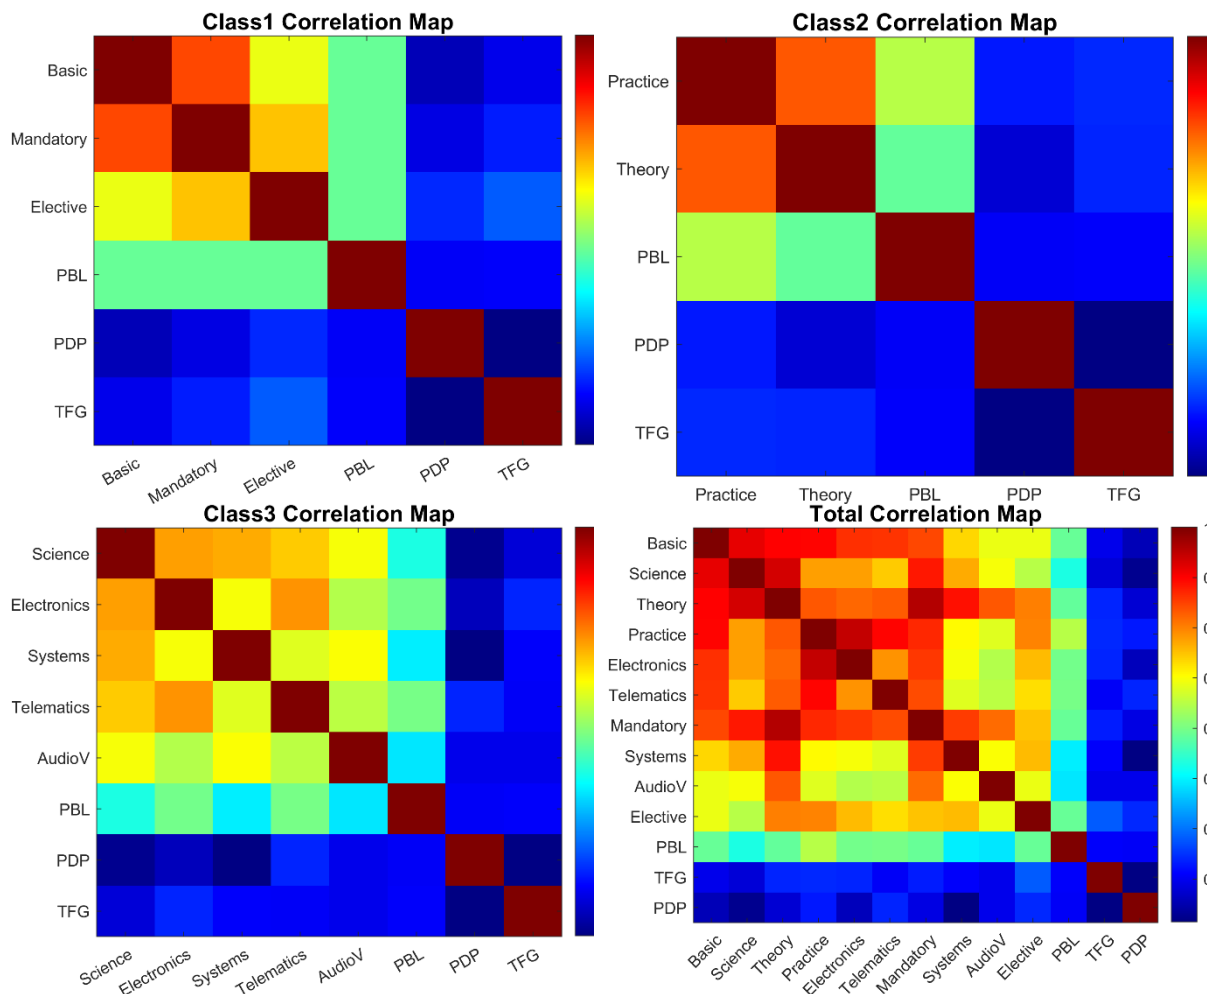 Class1 Correlation Map
Basic
Mandatory
Elective
PBL
PDP
TFG
Basic
Mandatory
Elective
PBL
PDP
TFG
Class2 Correlation Map
Practice
Theory
PBL
PDP
TFG
Practice
Theory
PBL
PDP
TFG
Class3 Correlation Map
Science
Electronics
Systems
Telematics
AudioV
PBL
PDP
TFG
Science
Electronics
Systems
Telematics
AudioV
PBL
PDP
TFG
Total Correlation Map
Basic
Science
Theory
Practice
Electronics
Telematics
Mandatory
Systems
AudioV
Elective
PBL
TFG
PDP
Basic
Science
Theory
Practice
Electronics
Telematics
Mandatory
Systems
AudioV
Elective
PBL
TFG
PDP